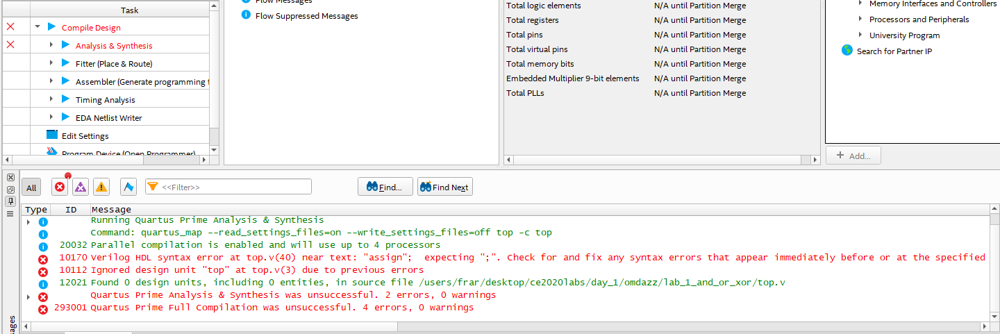 Task
Compile Design
Analysis & Synthesis
Fitter (Place & Route)
Assembler (Generate programming
Timing Analysis
EDA Netlist Writer
Edit Settings
Program Device (Open Programmer)
Flow Messages
Flow Suppressed Messages
Total logic elements N/A until Partition Merge
Total registers N/A until Partition Merge
Total pins N/A until Partition Merge
Total virtual pins N/A until Partition Merge
Total memory bits N/A until Partition Merge
Embedded Multiplier 9-bit elements N/A until Partition Merge
Total PLLs N/A until Partition Merge
Memory Interfaces and Controllers
Processors and Peripherals
University Program
Search for Partner IP
+ Add...
All <<Filter>> Find... Find Next
Type ID Message
Running Quartus Prime Analysis & Synthesis
Command: quartus_map --read_settings_files=on --write_settings_files=off top -c top
20032 Parallel compilation is enabled and will use up to 4 processors
10170 Verilog HDL syntax error at top.v(40) near text: "assign";  expecting ";". Check for and fix any syntax errors that appear immediately before or at the specified
10112 Ignored design unit "top" at top.v(3) due to previous errors
12021 Found 0 design units, including 0 entities, in source file /users/frar/desktop/ce2020labs/day_1/omdazz/lab_1_and_or_xor/top.v
Quartus Prime Analysis & Synthesis was unsuccessful. 2 errors, 0 warnings
293001 Quartus Prime Full Compilation was unsuccessful. 4 errors, 0 warnings